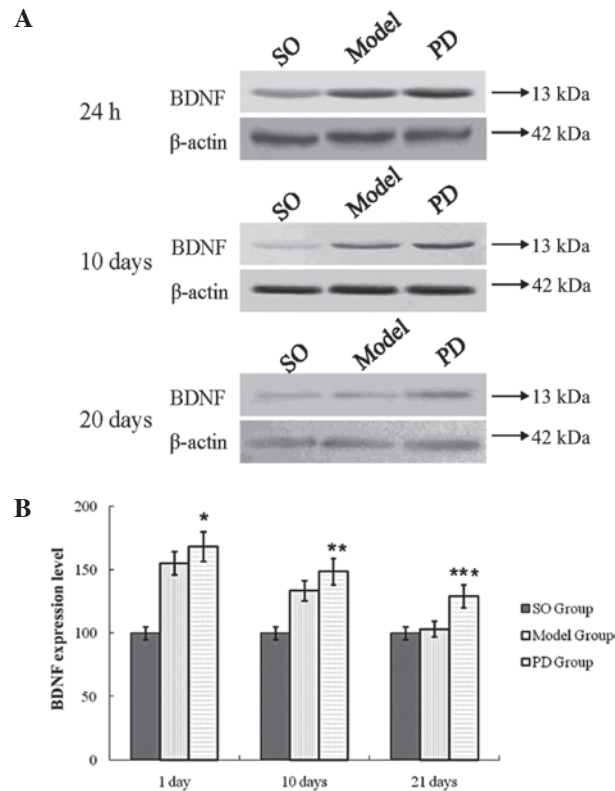 A
SO Model PD
24 h
BDNF → 13 kDa
β-actin → 42 kDa
SO Model PD
10 days
BDNF → 13 kDa
β-actin → 42 kDa
SO Model PD
20 days
BDNF → 13 kDa
β-actin → 42 kDa
B
BDNF expression level
200
150
100
50
0
*
**
***
1 day 10 days 21 days
SO Group
Model Group
PD Group